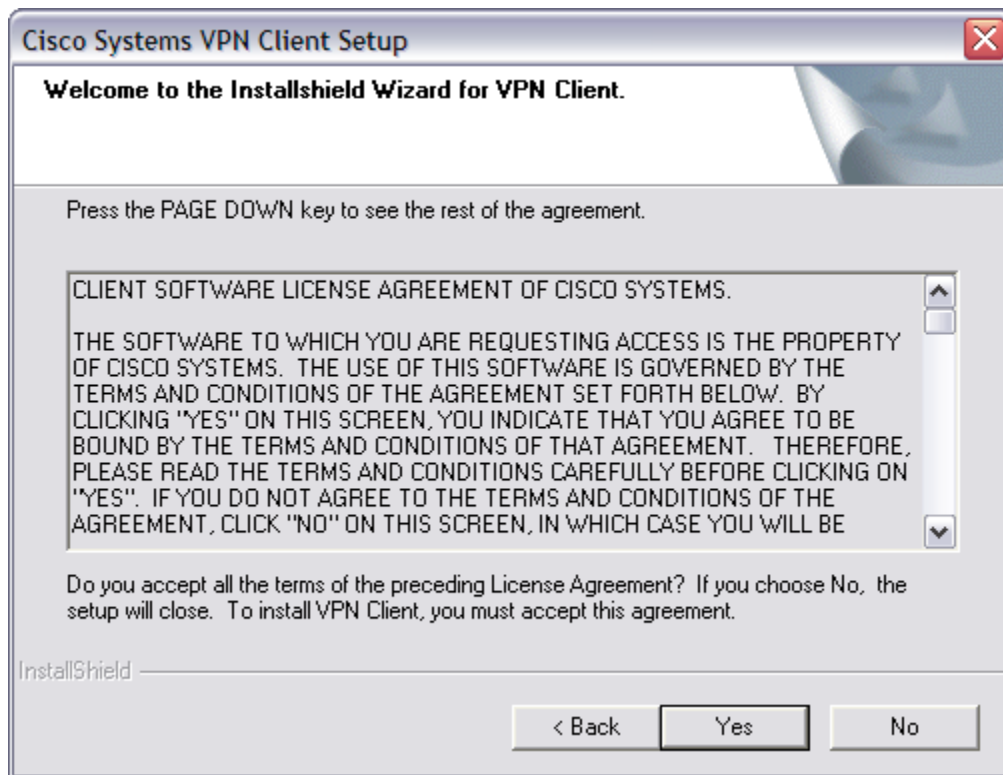 Cisco Systems VPN Client Setup
Welcome to the Installshield Wizard for VPN Client.
Press the PAGE DOWN key to see the rest of the agreement.
CLIENT SOFTWARE LICENSE AGREEMENT OF CISCO SYSTEMS.
THE SOFTWARE TO WHICH YOU ARE REQUESTING ACCESS IS THE PROPERTY
OF CISCO SYSTEMS.  THE USE OF THIS SOFTWARE IS GOVERNED BY THE
TERMS AND CONDITIONS OF THE AGREEMENT SET FORTH BELOW.  BY
CLICKING "YES" ON THIS SCREEN, YOU INDICATE THAT YOU AGREE TO BE
BOUND BY THE TERMS AND CONDITIONS OF THAT AGREEMENT.   THEREFORE,
PLEASE READ THE TERMS AND CONDITIONS CAREFULLY BEFORE CLICKING ON
"YES".  IF YOU DO NOT AGREE TO THE TERMS AND CONDITIONS OF THE
AGREEMENT, CLICK "NO" ON THIS SCREEN, IN WHICH CASE YOU WILL BE
Do you accept all the terms of the preceding License Agreement?  If you choose No,  the
setup will close.  To install VPN Client, you must accept this agreement.
InstallShield
< Back
Yes
No